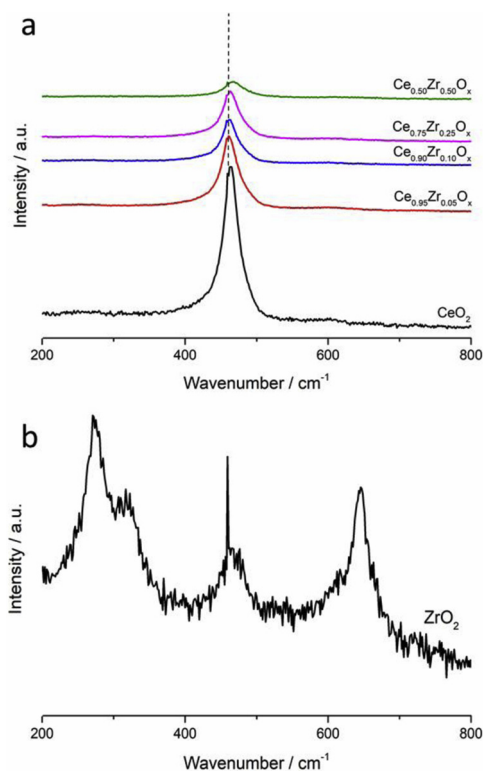 a
Ce₀.₅₀Zr₀.₅₀Oₓ
Ce₀.₇₅Zr₀.₂₅Oₓ
Ce₀.₉₀Zr₀.₁₀Oₓ
Ce₀.₉₅Zr₀.₀₅Oₓ
CeO₂
Intensity / a.u.
200 400 600 800
Wavenumber / cm⁻¹
b
ZrO₂
Intensity / a.u.
200 400 600 800
Wavenumber / cm⁻¹